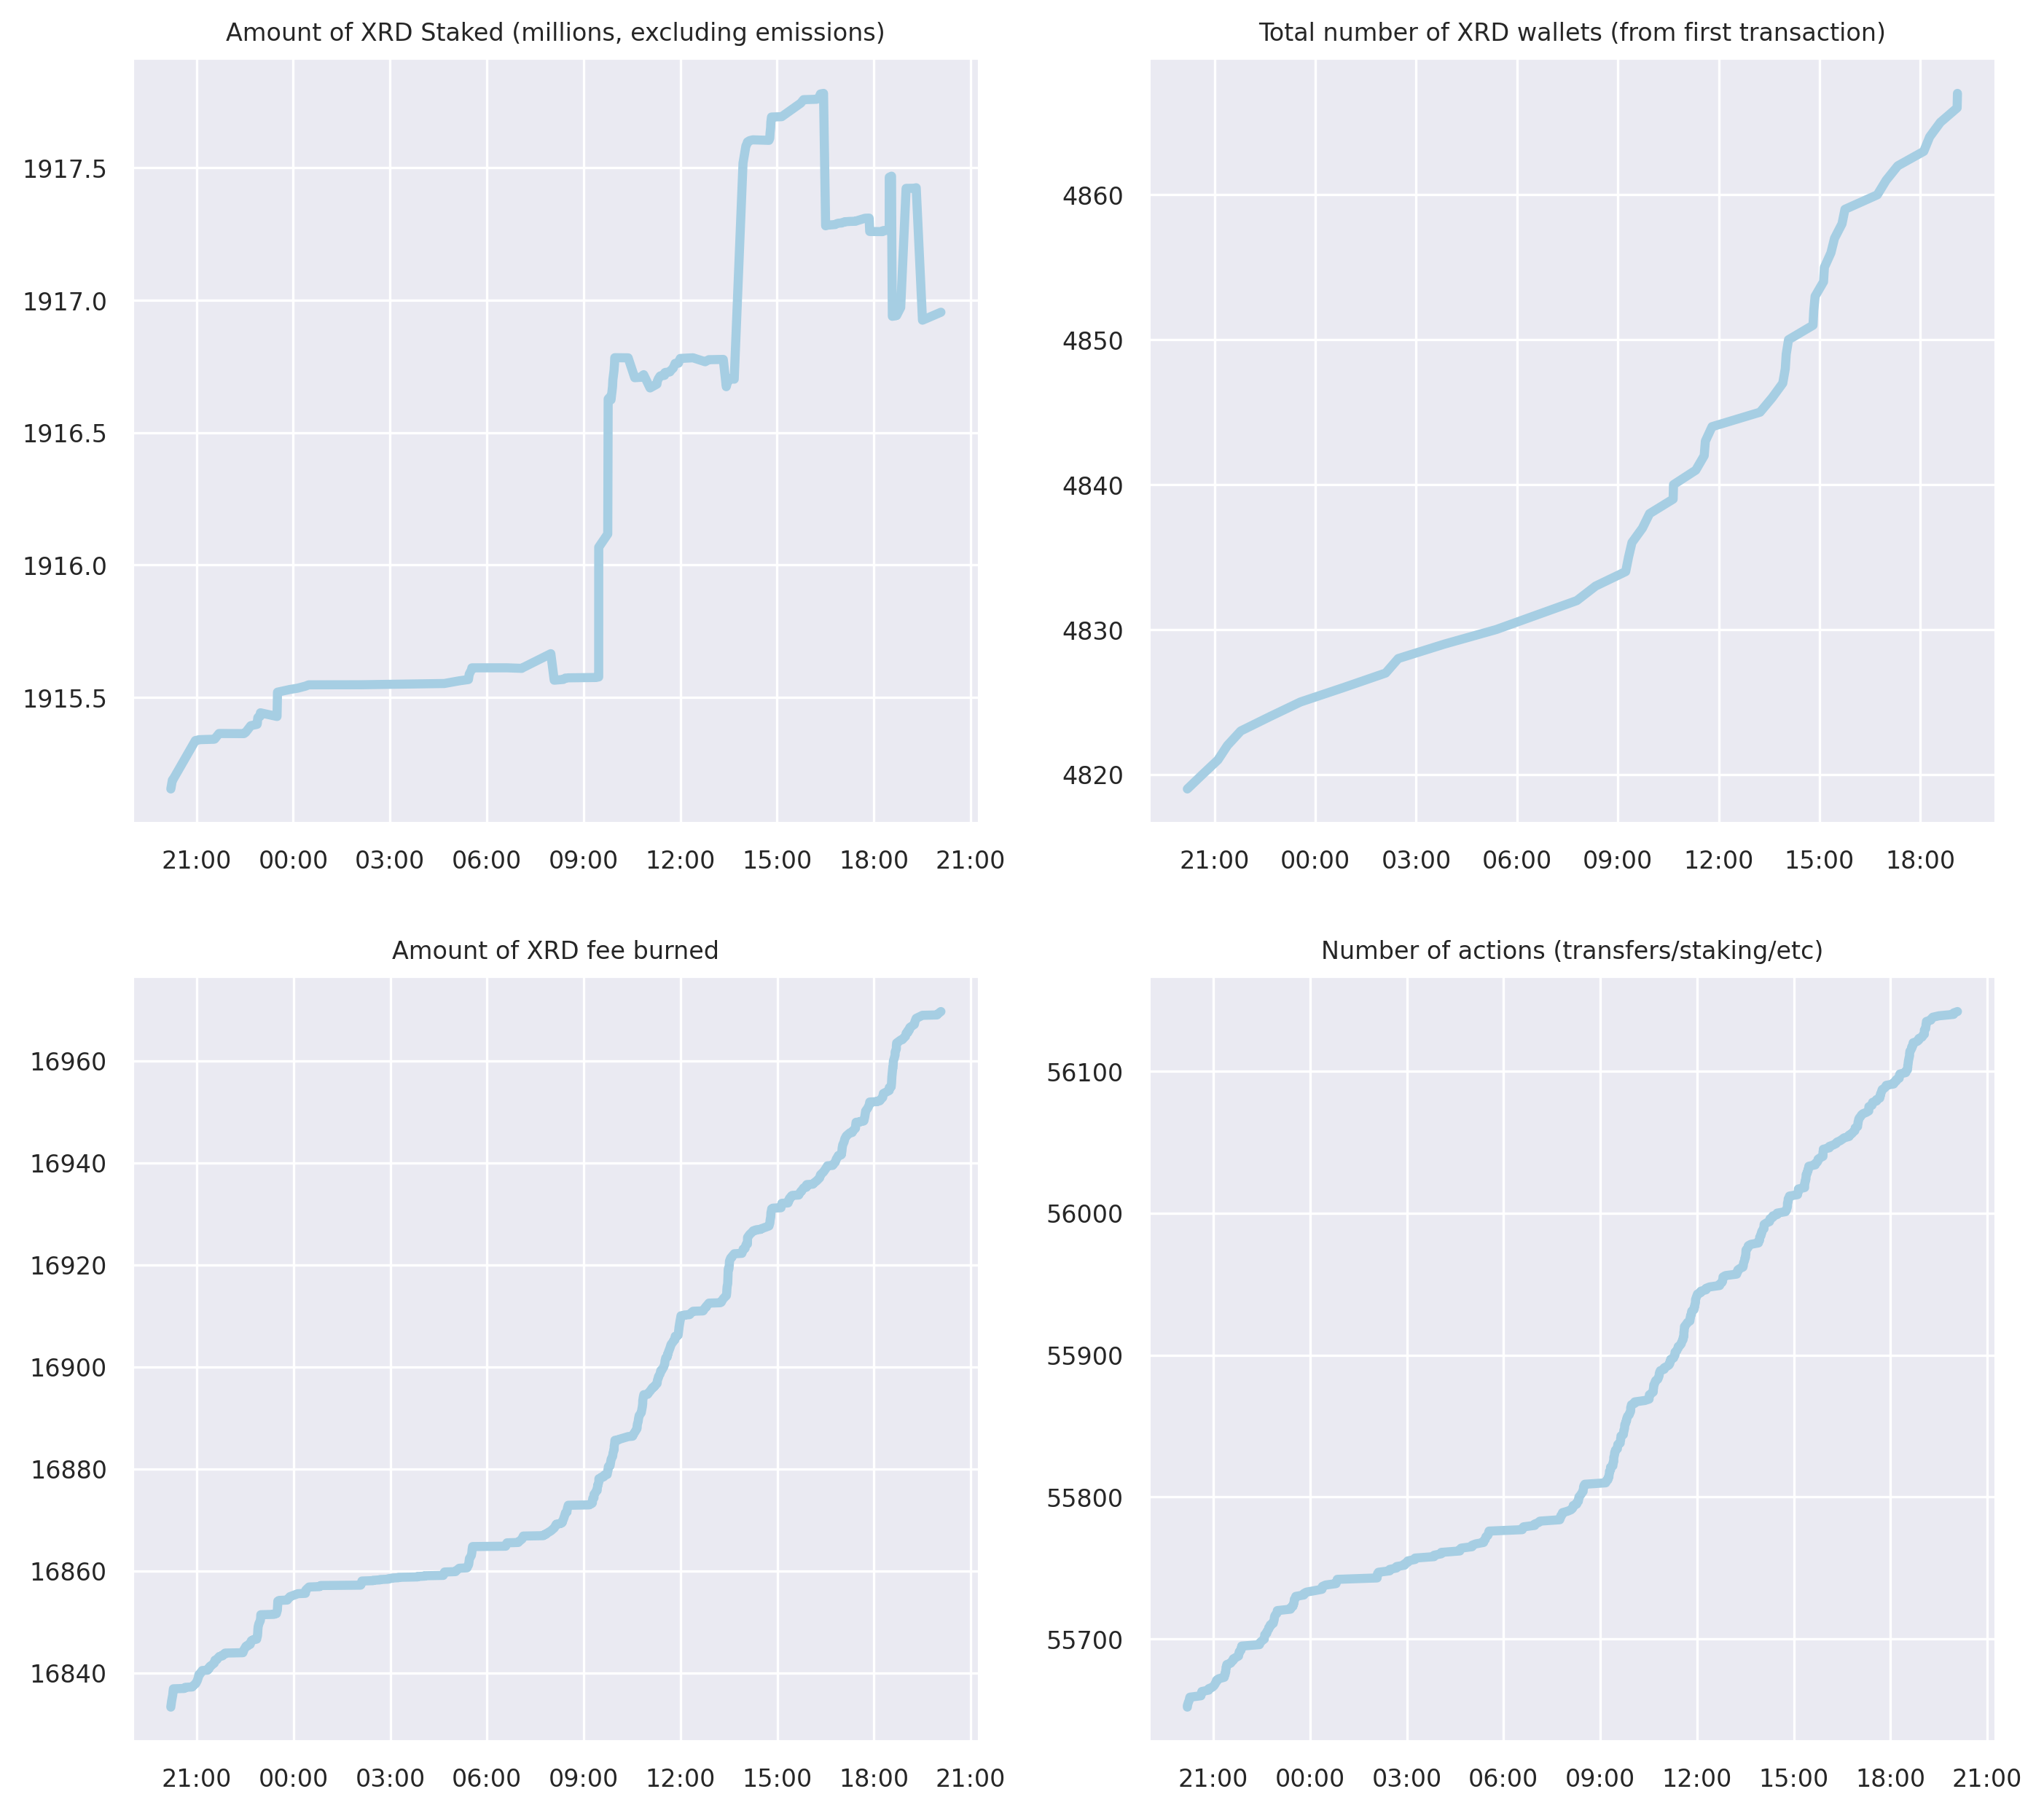 Amount of XRD Staked (millions, excluding emissions)
1917.5
1917.0
1916.5
1916.0
1915.5
21:00 00:00 03:00 06:00 09:00 12:00 15:00 18:00 21:00
Total number of XRD wallets (from first transaction)
4860
4850
4840
4830
4820
21:00 00:00 03:00 06:00 09:00 12:00 15:00 18:00
Amount of XRD fee burned
16960
16940
16920
16900
16880
16860
16840
21:00 00:00 03:00 06:00 09:00 12:00 15:00 18:00 21:00
Number of actions (transfers/staking/etc)
56100
56000
55900
55800
55700
21:00 00:00 03:00 06:00 09:00 12:00 15:00 18:00 21:00